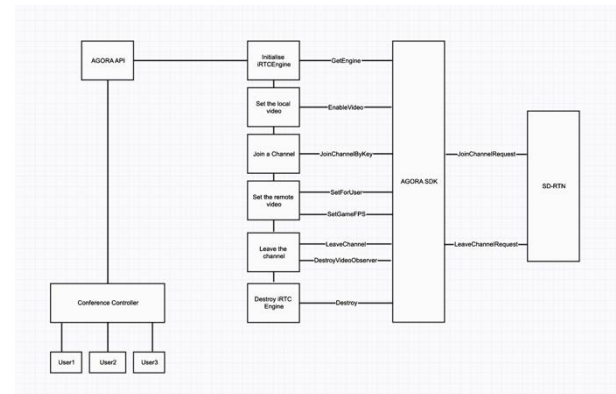 AGORA API
Initialise
iRTCEngine
GetEngine
Set the local
video
EnableVideo
Join a Channel
JoinChannelByKey
Set the remote
video
SetForUser
SetGameFPS
Leave the
channel
LeaveChannel
DestroyVideoObserver
Destroy iRTC
Engine
Destroy
AGORA SDK
JoinChannelRequest
LeaveChannelRequest
SD-RTN
Conference Controller
User1
User2
User3